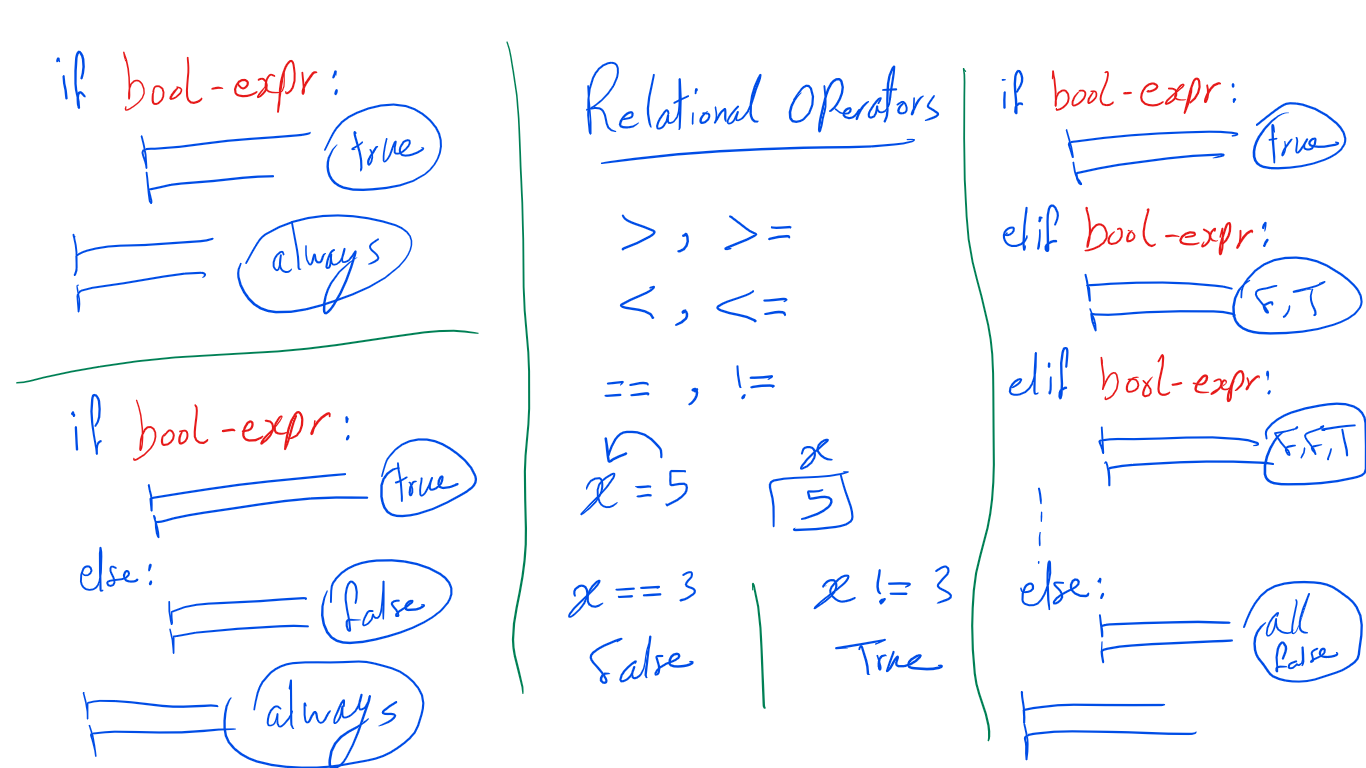 if bool-expr:
true
always
if bool-expr:
true
else:
false
always
Relational Operators
>, >=
<, <=
==, !=
x = 5
x
5
x == 3
False
x != 3
True
if bool-expr:
true
elif bool-expr:
F,T
elif bool-expr:
F,F,T
else:
all
false